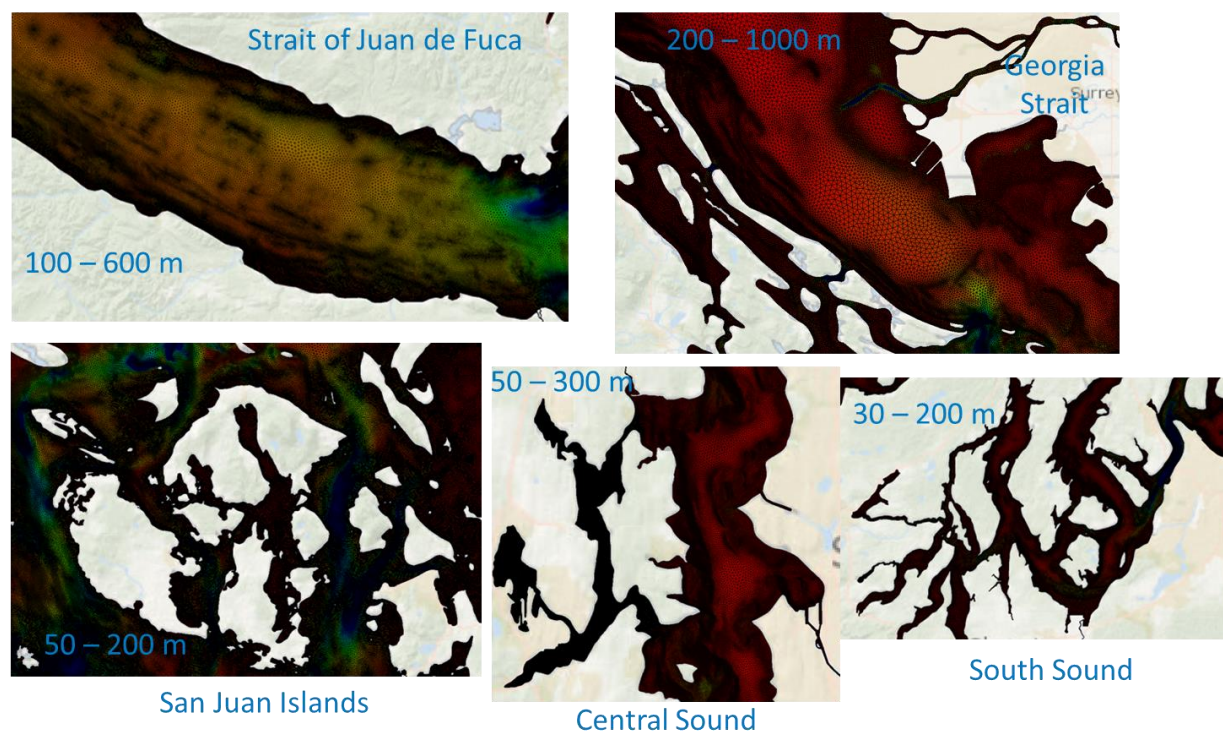 Strait of Juan de Fuca
100 – 600 m
200 – 1000 m
Georgia
Strait
Surrey
50 – 200 m
San Juan Islands
50 – 300 m
Central Sound
30 – 200 m
South Sound